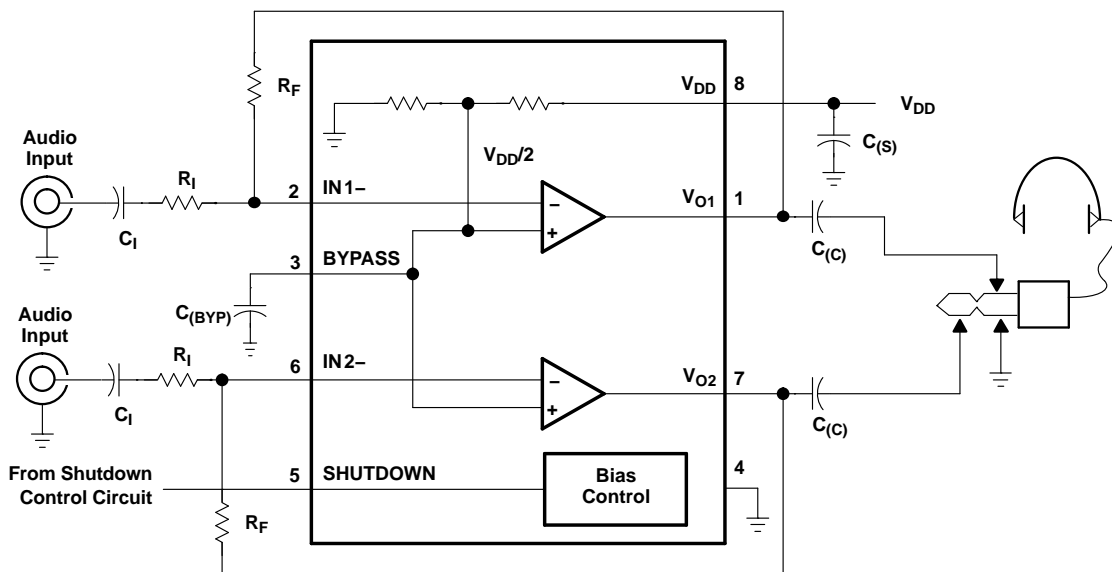 R_F
V_DD 8
V_DD
Audio
Input
C_(S)
V_DD/2
R_I
2 IN1–
V_O1 1
–
+
C_I
C_(C)
3 BYPASS
C_(BYP)
Audio
Input
R_I
6 IN2–
V_O2 7
–
+
C_I
C_(C)
From Shutdown
Control Circuit
5 SHUTDOWN
Bias
Control
4
R_F